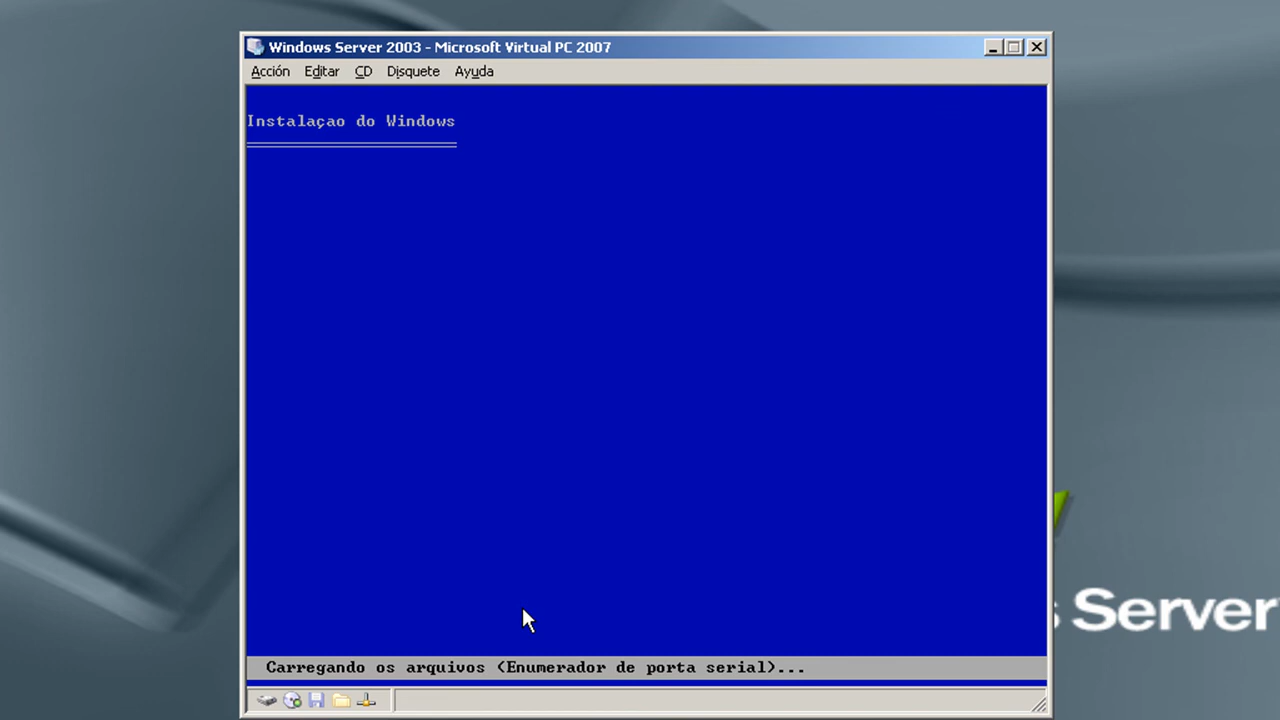 Windows Server 2003 - Microsoft Virtual PC 2007
Acción Editar CD Disquete Ayuda
Instalaçao do Windows
Carregando os arquivos (Enumerador de porta serial)...
s Server